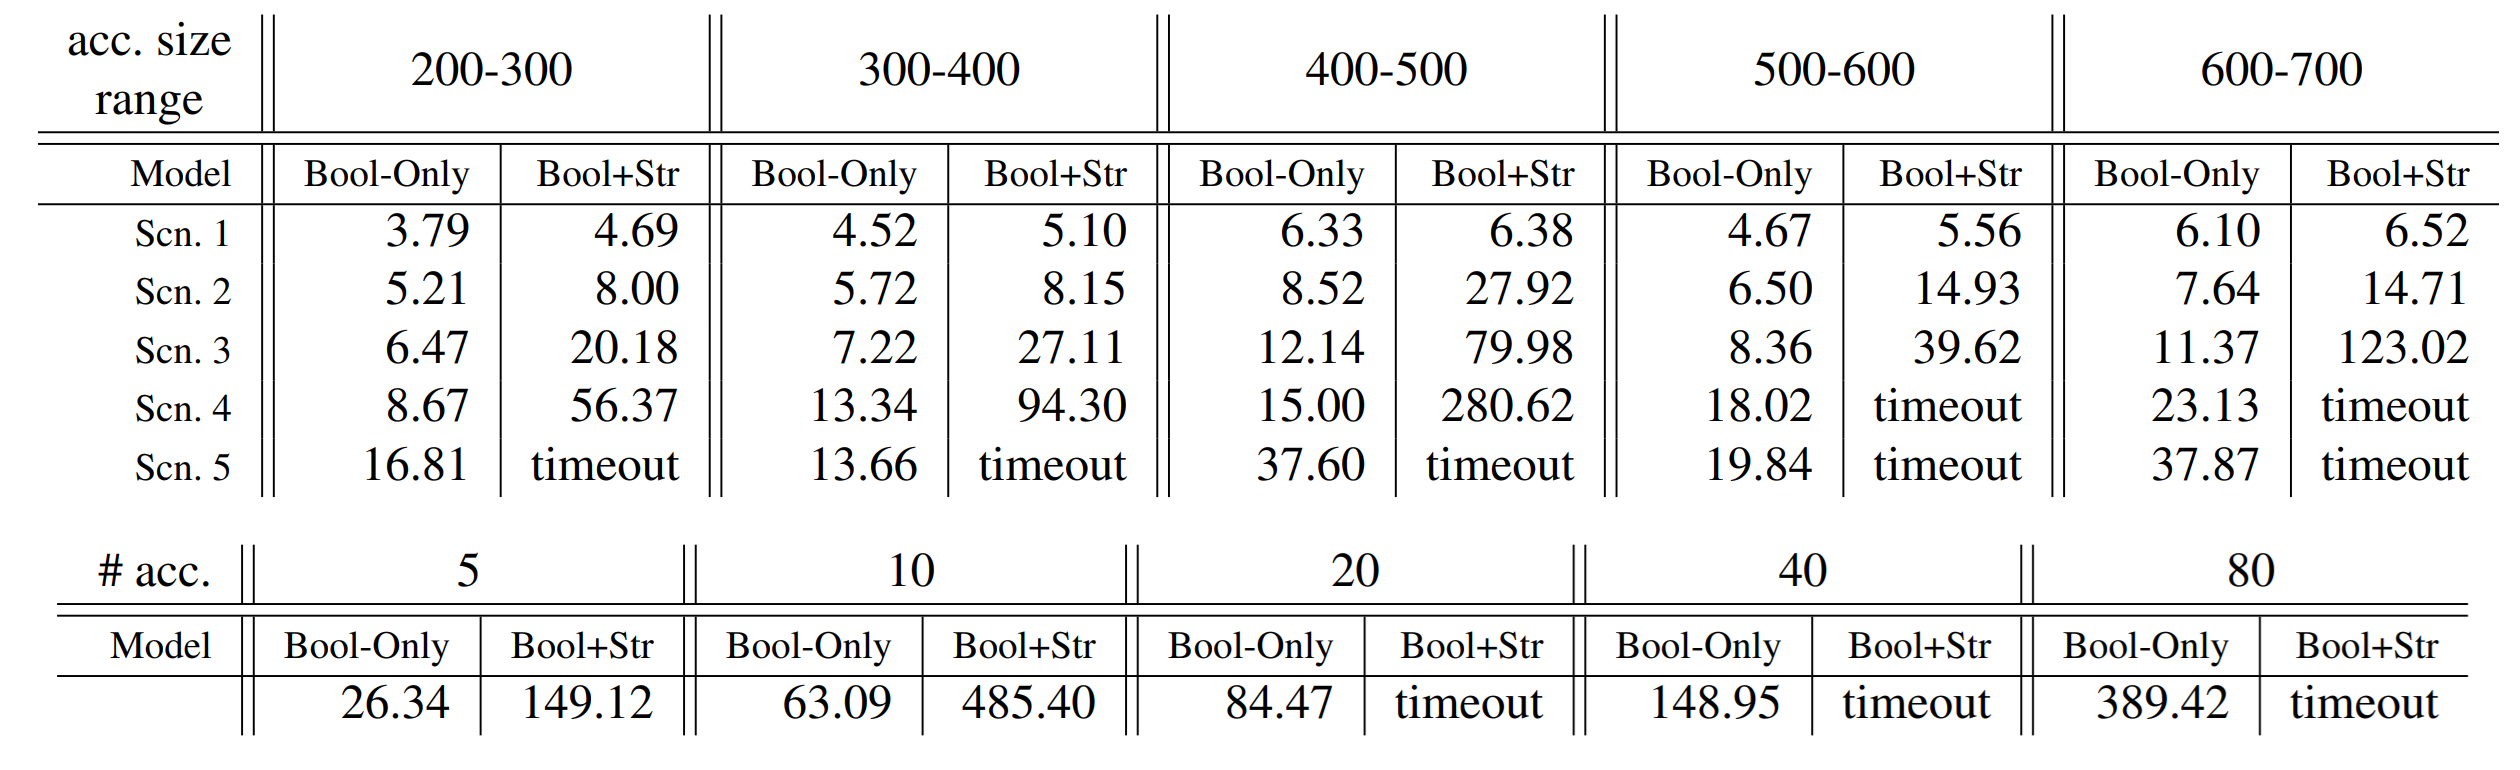 acc. size range 200-300 300-400 400-500 500-600 600-700
Model Bool-Only Bool+Str Bool-Only Bool+Str Bool-Only Bool+Str Bool-Only Bool+Str Bool-Only Bool+Str
Scn. 1 3.79 4.69 4.52 5.10 6.33 6.38 4.67 5.56 6.10 6.52
Scn. 2 5.21 8.00 5.72 8.15 8.52 27.92 6.50 14.93 7.64 14.71
Scn. 3 6.47 20.18 7.22 27.11 12.14 79.98 8.36 39.62 11.37 123.02
Scn. 4 8.67 56.37 13.34 94.30 15.00 280.62 18.02 timeout 23.13 timeout
Scn. 5 16.81 timeout 13.66 timeout 37.60 timeout 19.84 timeout 37.87 timeout
# acc. 5 10 20 40 80
Model Bool-Only Bool+Str Bool-Only Bool+Str Bool-Only Bool+Str Bool-Only Bool+Str Bool-Only Bool+Str
26.34 149.12 63.09 485.40 84.47 timeout 148.95 timeout 389.42 timeout